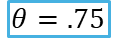 θ = .75